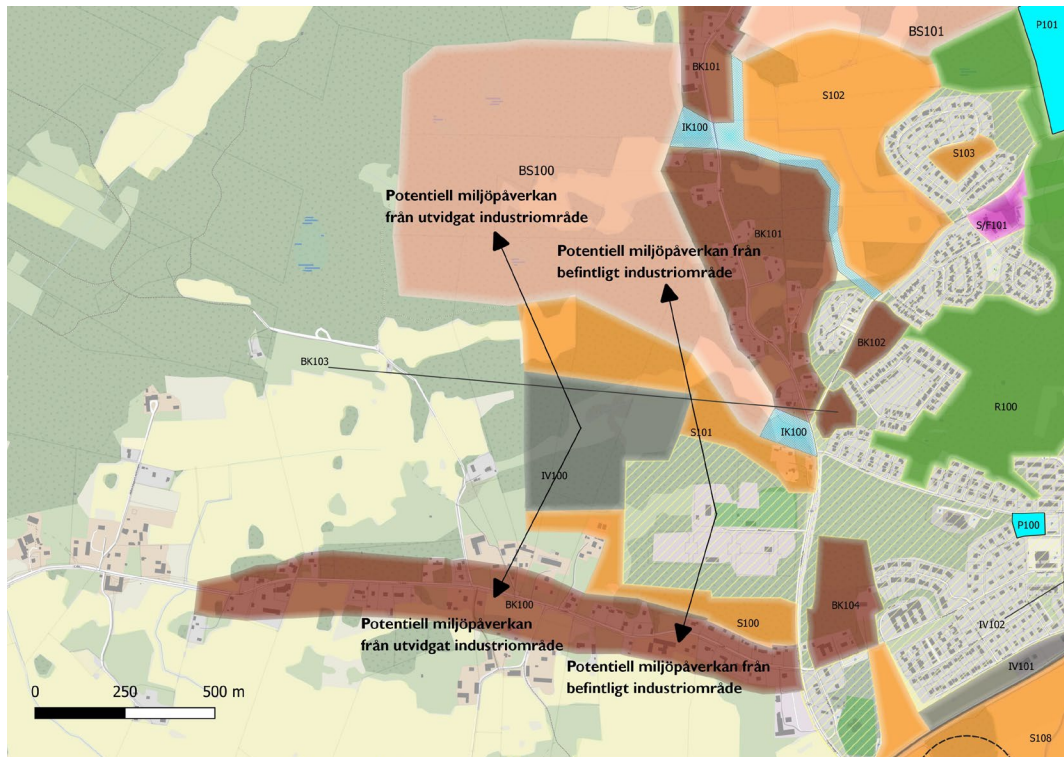 P101
BS101
BK101
S102
IK100
S103
BS100
Potentiell miljöpåverkan
från utvidgat industriområde
S/F101
BK101
Potentiell miljöpåverkan från
befintligt industriområde
BK102
BK103
R100
S101
IK100
IV100
P100
BK100
BK104
S100
IV102
Potentiell miljöpåverkan
från utvidgat industriområde
Potentiell miljöpåverkan från
befintligt industriområde
IV101
0 250 500 m
S108